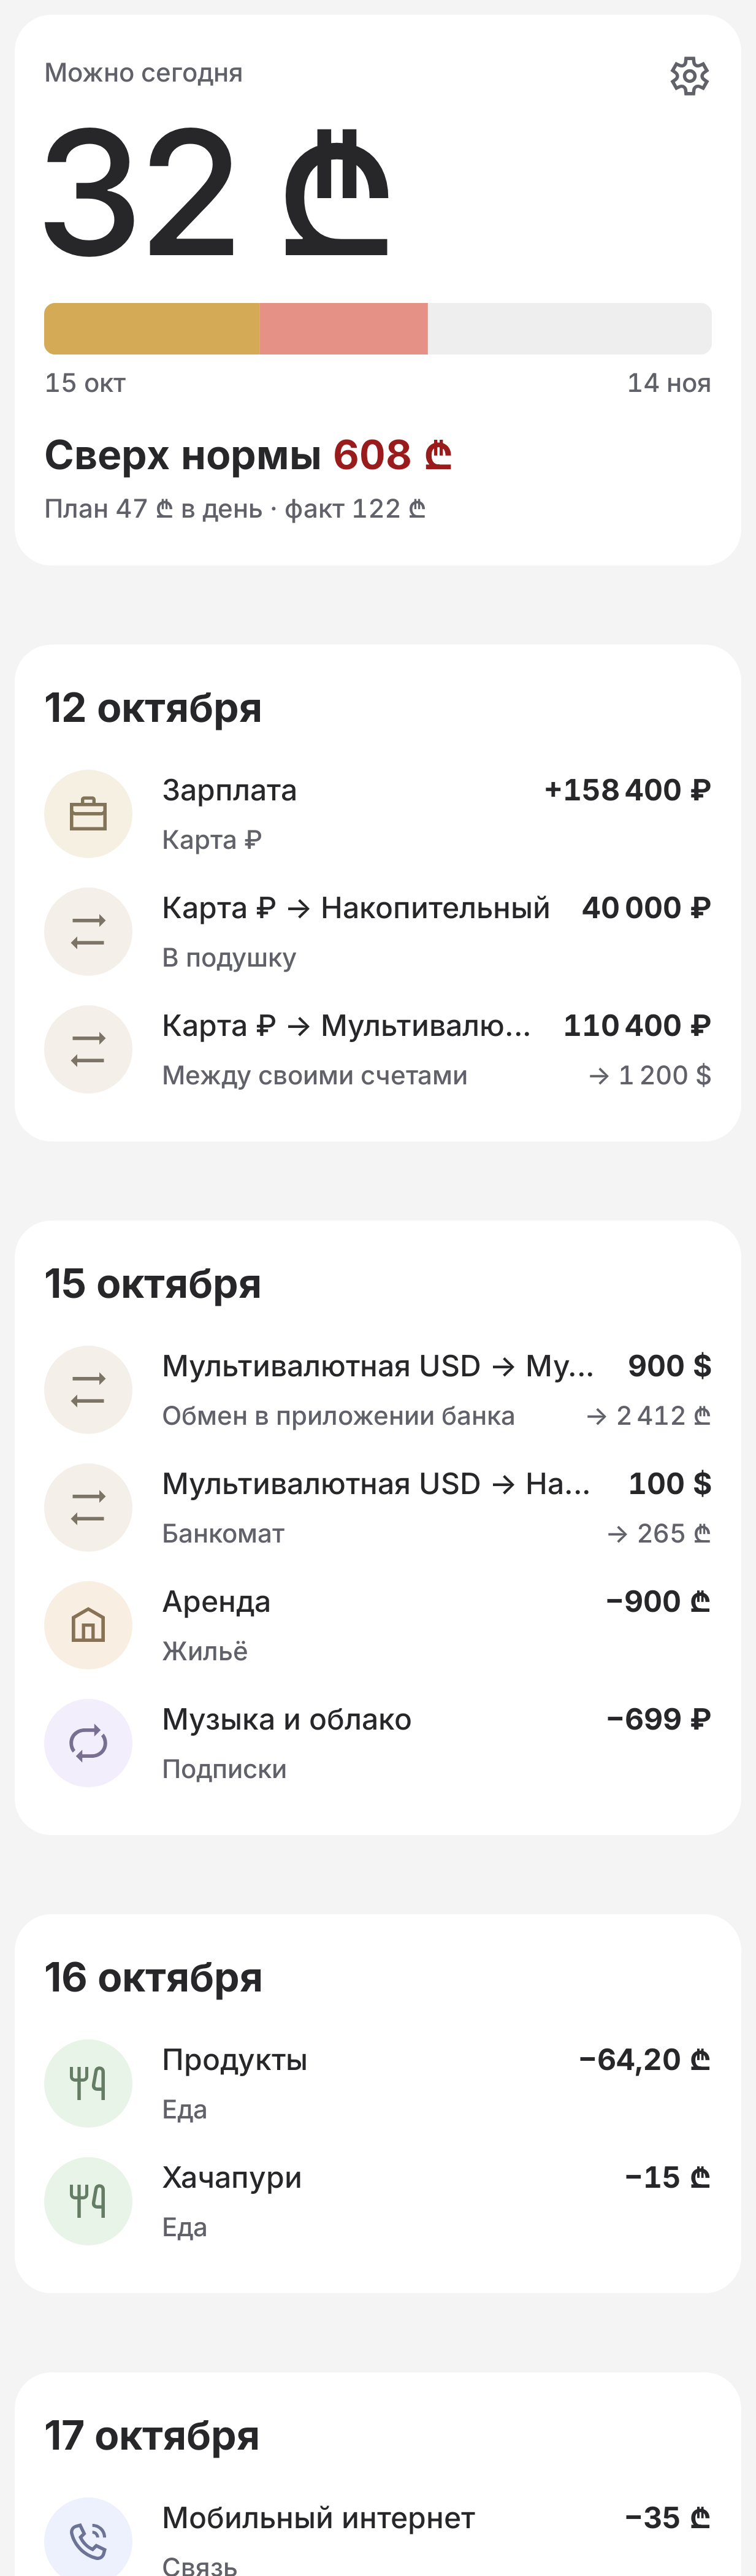 Можно сегодня
32 ₾
15 окт 14 ноя
Сверх нормы 608 ₾
План 47 ₾ в день · факт 122 ₾
12 октября
Зарплата +158 400 ₽
Карта ₽
Карта ₽ → Накопительный 40 000 ₽
В подушку
Карта ₽ → Мультивалю... 110 400 ₽
Между своими счетами → 1 200 $
15 октября
Мультивалютная USD → Му... 900 $
Обмен в приложении банка → 2 412 ₾
Мультивалютная USD → На... 100 $
Банкомат → 265 ₾
Аренда −900 ₾
Жильё
Музыка и облако −699 ₽
Подписки
16 октября
Продукты −64,20 ₾
Еда
Хачапури −15 ₾
Еда
17 октября
Мобильный интернет −35 ₾
Связь